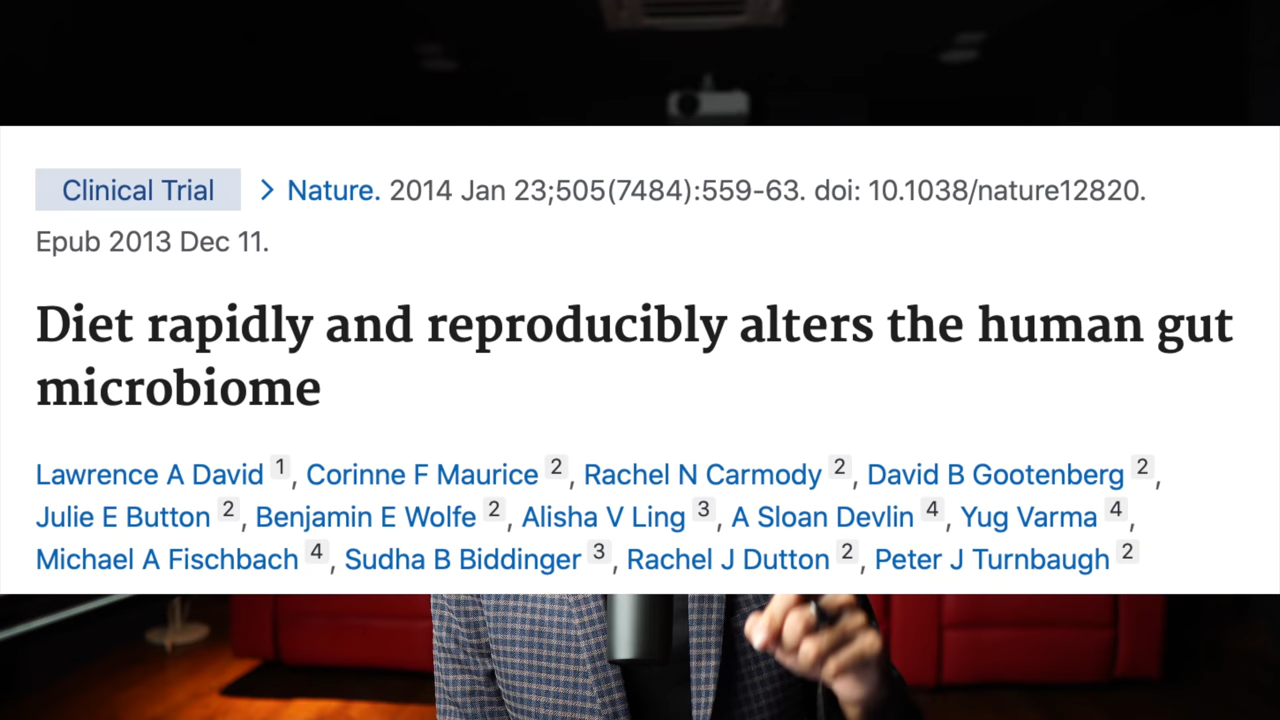 Clinical Trial > Nature. 2014 Jan 23;505(7484):559-63. doi: 10.1038/nature12820.
Epub 2013 Dec 11.
Diet rapidly and reproducibly alters the human gut
microbiome
Lawrence A David 1, Corinne F Maurice 2, Rachel N Carmody 2, David B Gootenberg 2,
Julie E Button 2, Benjamin E Wolfe 2, Alisha V Ling 3, A Sloan Devlin 4, Yug Varma 4,
Michael A Fischbach 4, Sudha B Biddinger 3, Rachel J Dutton 2, Peter J Turnbaugh 2